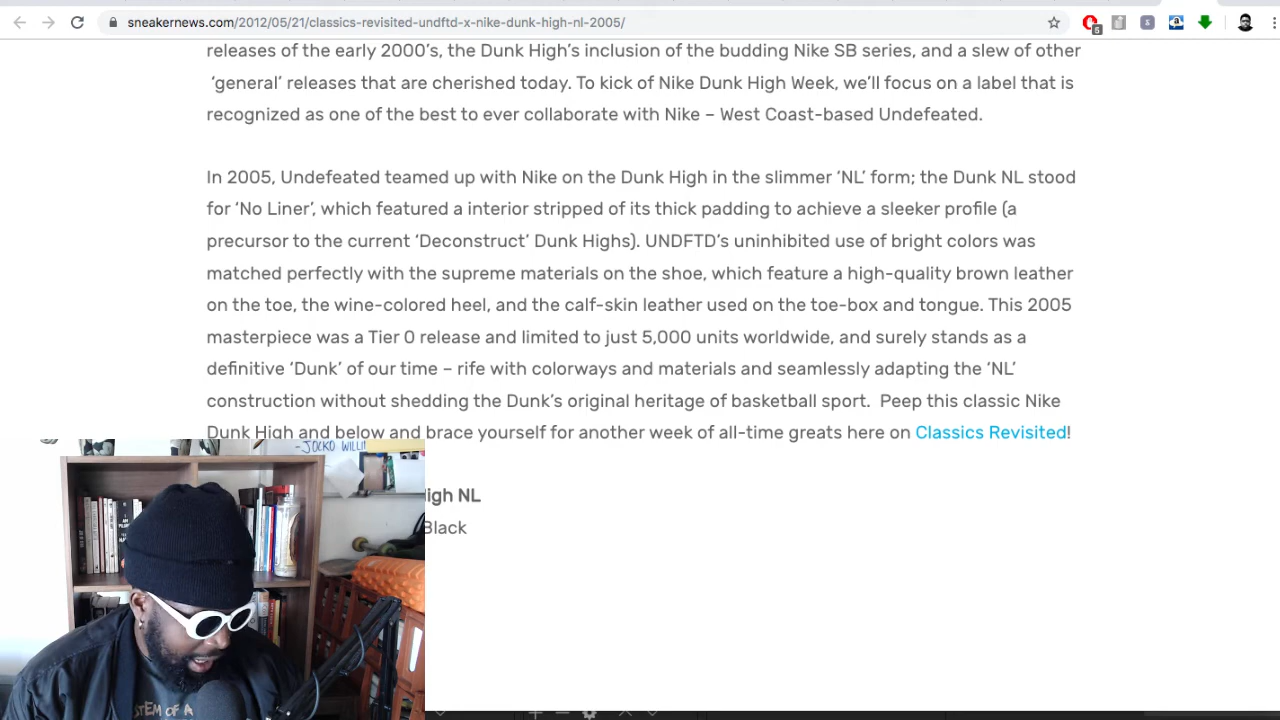 sneakernews.com/2012/05/21/classics-revisited-undftd-x-nike-dunk-high-nl-2005/
5
releases of the early 2000's, the Dunk High's inclusion of the budding Nike SB series, and a slew of other
'general' releases that are cherished today. To kick of Nike Dunk High Week, we'll focus on a label that is
recognized as one of the best to ever collaborate with Nike – West Coast-based Undefeated.
In 2005, Undefeated teamed up with Nike on the Dunk High in the slimmer 'NL' form; the Dunk NL stood
for 'No Liner', which featured a interior stripped of its thick padding to achieve a sleeker profile (a
precursor to the current 'Deconstruct' Dunk Highs). UNDFTD's uninhibited use of bright colors was
matched perfectly with the supreme materials on the shoe, which feature a high-quality brown leather
on the toe, the wine-colored heel, and the calf-skin leather used on the toe-box and tongue. This 2005
masterpiece was a Tier 0 release and limited to just 5,000 units worldwide, and surely stands as a
definitive 'Dunk' of our time – rife with colorways and materials and seamlessly adapting the 'NL'
construction without shedding the Dunk's original heritage of basketball sport.  Peep this classic Nike
Dunk High and below and brace yourself for another week of all-time greats here on Classics Revisited!
-JOCKO WILLIN
igh NL
Black
STEM OF A